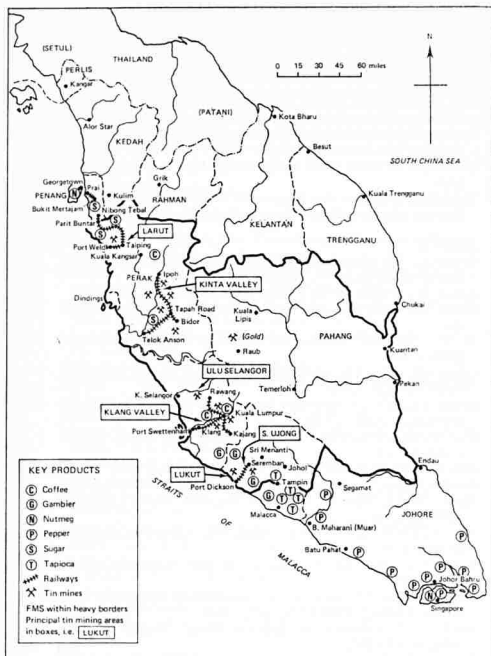 (SETUL)
THAILAND
PERLIS
Kangar
0 15 30 45 60 miles
N
(PATANI)
Kota Bharu
Alor Star
KEDAH
Besut
SOUTH CHINA SEA
Georgetown
Prai
PENANG
N
Kulim
Grik
RAHMAN
Kuala Trengganu
Bukit Mertajam
S
Nibong Tebal
KELANTAN
Parit Buntar
S
TRENGGANU
LARUT
S
Port Weld
Taiping
Kuala Kangsar
C
PERAK
Ipoh
KINTA VALLEY
Dindings
Tapah Road
Kuala
Lipis
(Gold)
PAHANG
Chukai
S
Bidor
Telok Anson
Raub
Kuantan
ULU SELANGOR
Temerloh
Pekan
K. Selangor
Rawang
KLANG VALLEY
C
C
Kuala Lumpur
Port Swettenham
Klang
Kajang
S. UJONG
G
G
Sri Menanti
Endau
LUKUT
Seremban
Johol
Port Dickson
G
T
Tampin
Segamat
JOHORE
STRAITS
G
T
T
T
P
Malacca
T
P
B. Maharani (Muar)
OF
P
Batu Pahat
P
P
MALACCA
P
P
P
Johor Bahru
P
P
P
N
P
Singapore
KEY PRODUCTS
C Coffee
G Gambier
N Nutmeg
P Pepper
S Sugar
T Tapioca
Railways
Tin mines
FMS within heavy borders
Principal tin mining areas
in boxes, i.e. LUKUT